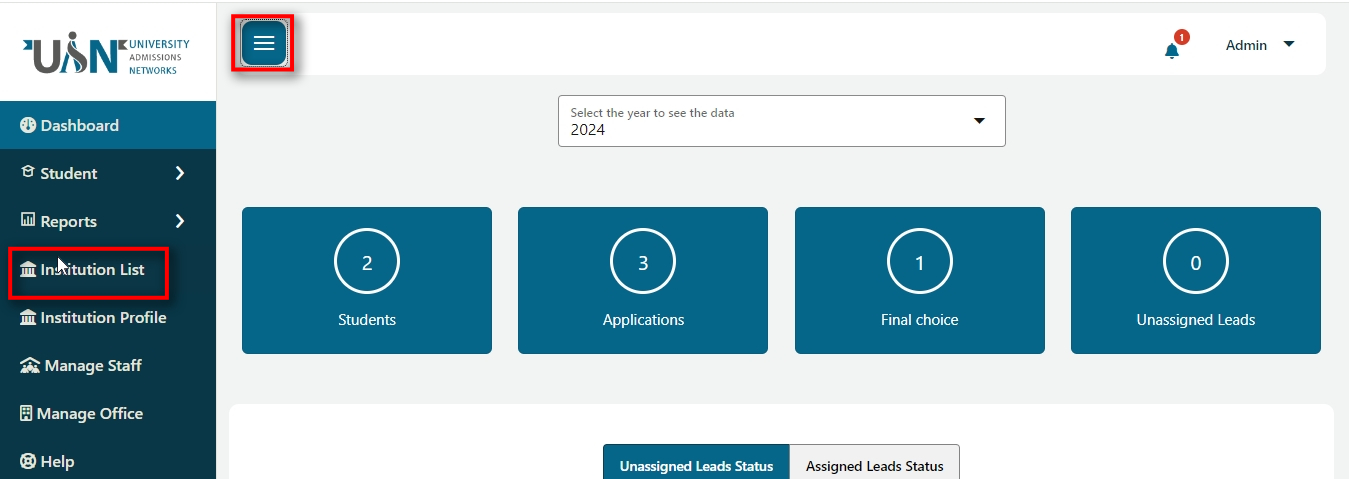 UAN UNIVERSITY
ADMISSIONS
NETWORKS
1
Admin
Dashboard
Student
Reports
Institution List
Institution Profile
Manage Staff
Manage Office
Help
Select the year to see the data
2024
2
Students
3
Applications
1
Final choice
0
Unassigned Leads
Unassigned Leads Status
Assigned Leads Status